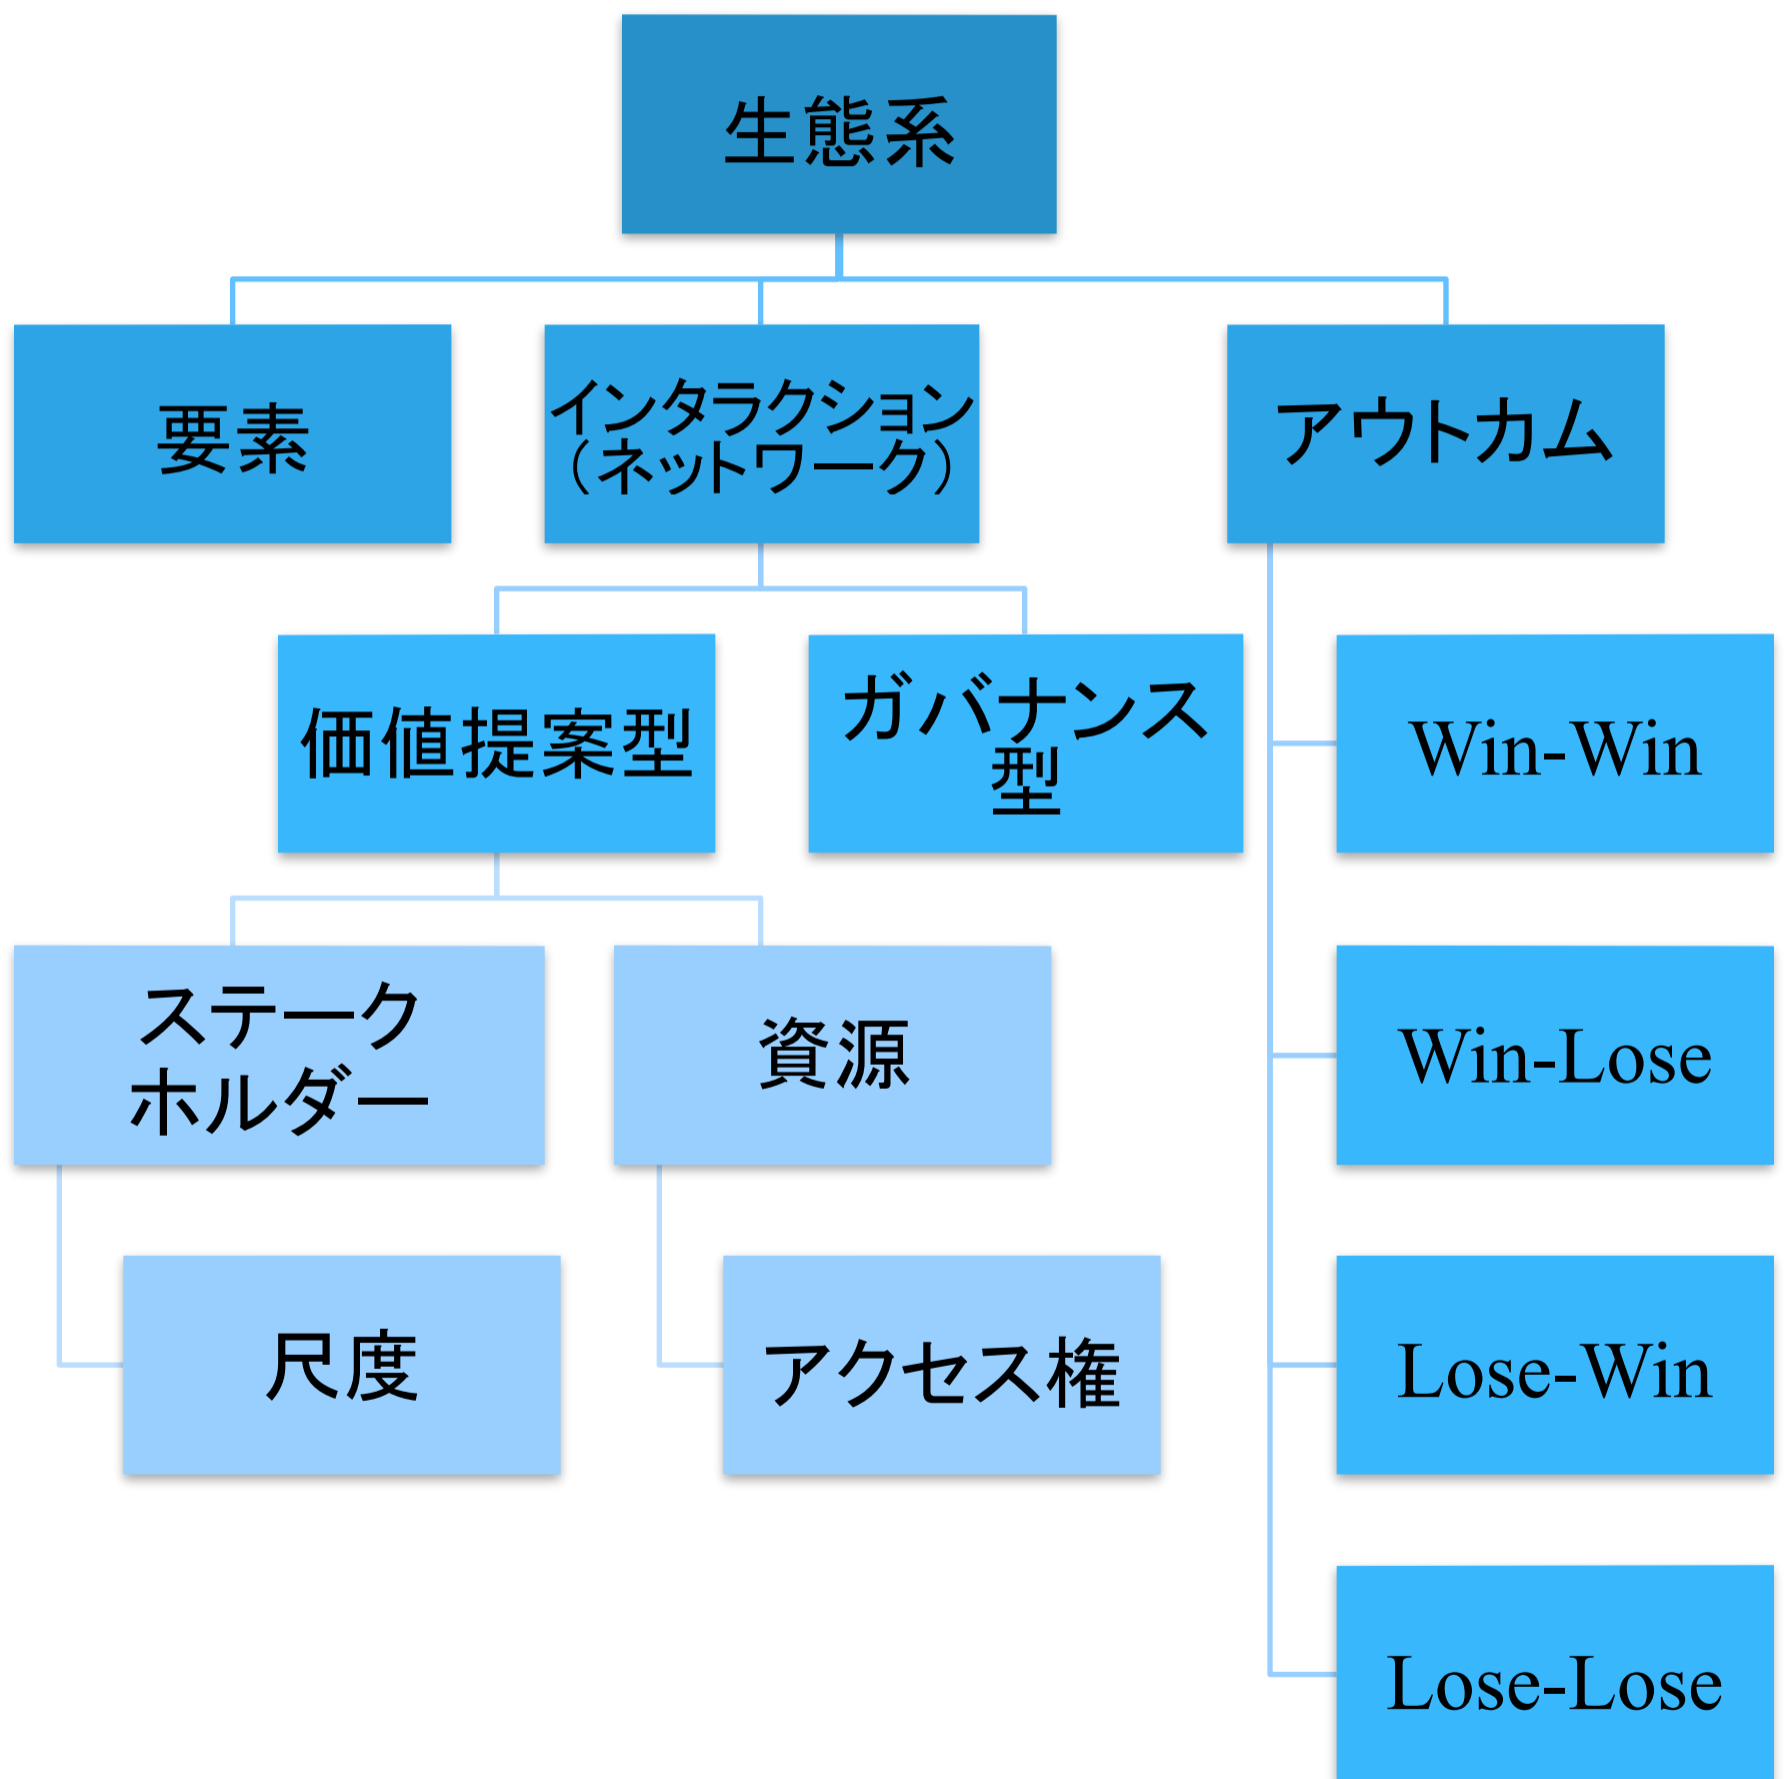 生態系
要素
インタラクション
（ネットワーク）
アウトカム
価値提案型
ガバナンス
型
Win-Win
ステーク
ホルダー
資源
Win-Lose
尺度
アクセス権
Lose-Win
Lose-Lose